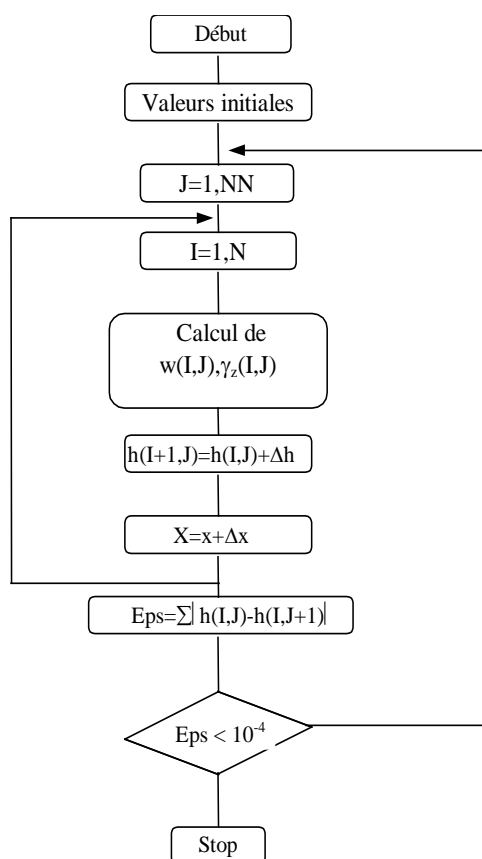 Début
Valeurs initiales
J=1,NN
I=1,N
Calcul de
w(I,J),γz(I,J)
h(I+1,J)=h(I,J)+Δh
X=x+Δx
Eps=∑| h(I,J)-h(I,J+1)|
Eps < 10⁻⁴
Stop